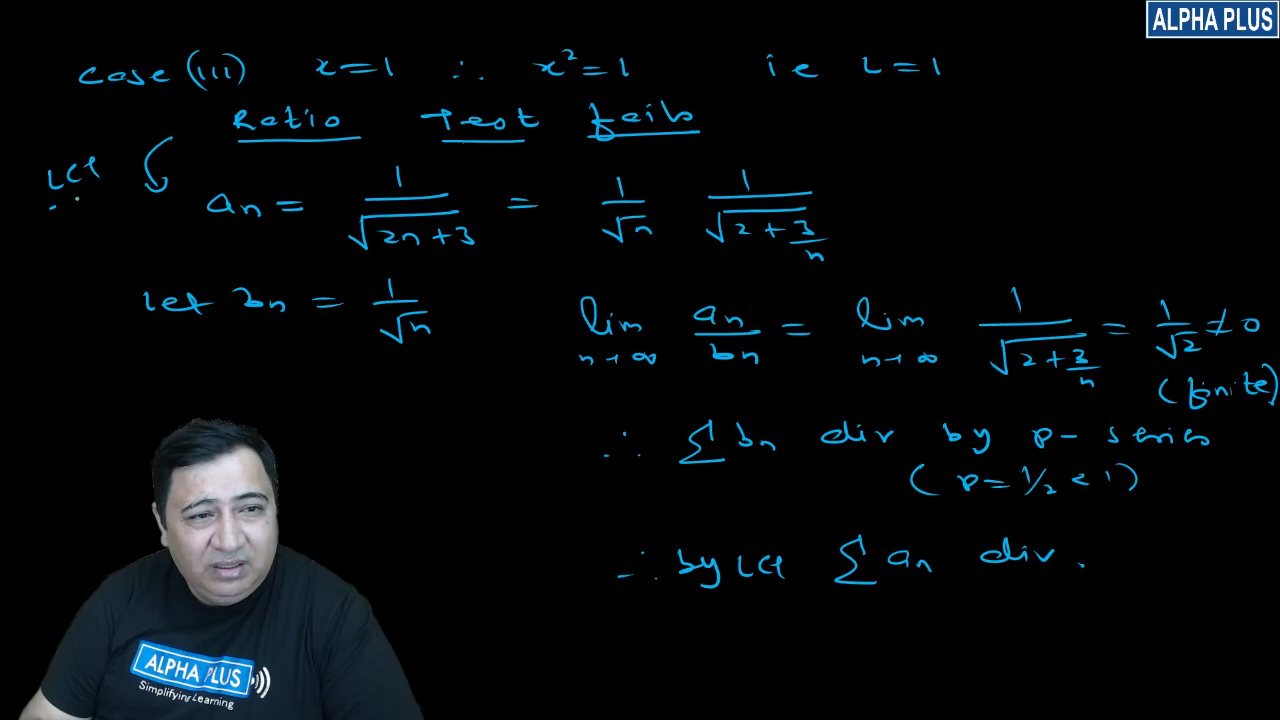 ALPHA PLUS
case (iii) x=1 ∴ x²=1 ie L=1
Ratio Test fails
LCT
an = 1/√(2n+3) = 1/√n 1/√(2+3/n)
let bn = 1/√n
lim n→∞ an/bn = lim n→∞ 1/√(2+3/n) = 1/√2 ≠ 0
(finite)
∴ ∑ bn div by p-series
(p = 1/2 < 1)
∴ by LCT ∑ an div.
ALPHA PLUS
Simplifying Learning